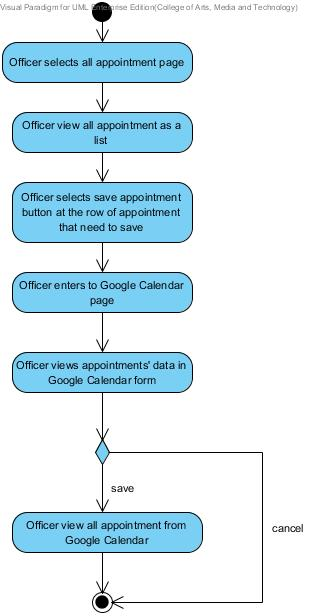 Visual Paradigm for UML Enterprise Edition(College of Arts, Media and Technology)
Officer selects all appointment page
Officer view all appointment as a
list
Officer selects save appointment
button at the row of appointment
that need to save
Officer enters to Google Calendar
page
Officer views appointments' data in
Google Calendar form
save
Officer view all appointment from
Google Calendar
cancel